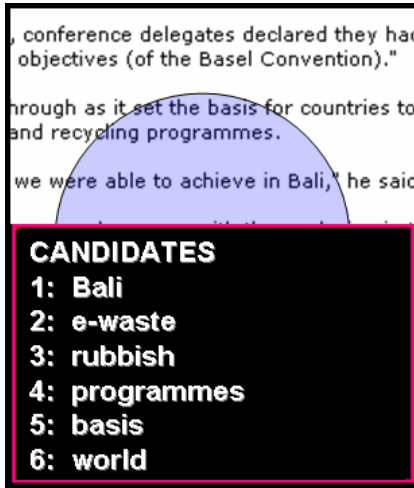 , conference delegates declared they had
objectives (of the Basel Convention)."
through as it set the basis for countries to
and recycling programmes.
we were able to achieve in Bali," he said
CANDIDATES
1: Bali
2: e-waste
3: rubbish
4: programmes
5: basis
6: world